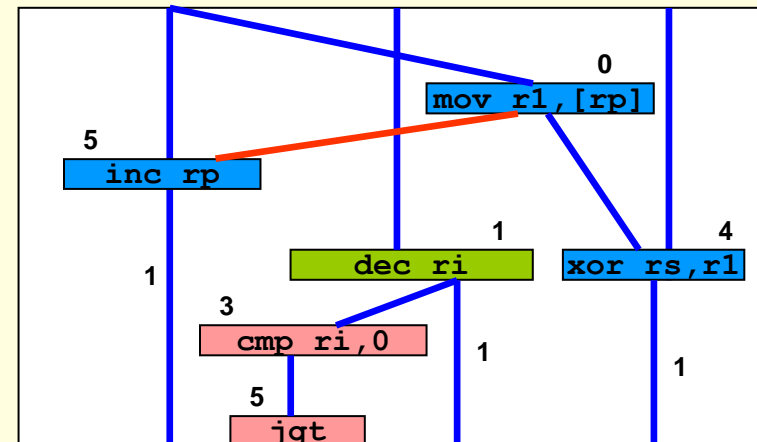 0
mov r1,[rp]
5
inc rp
1
4
dec ri
xor rs,r1
1
3
cmp ri,0
1
1
5
jgt